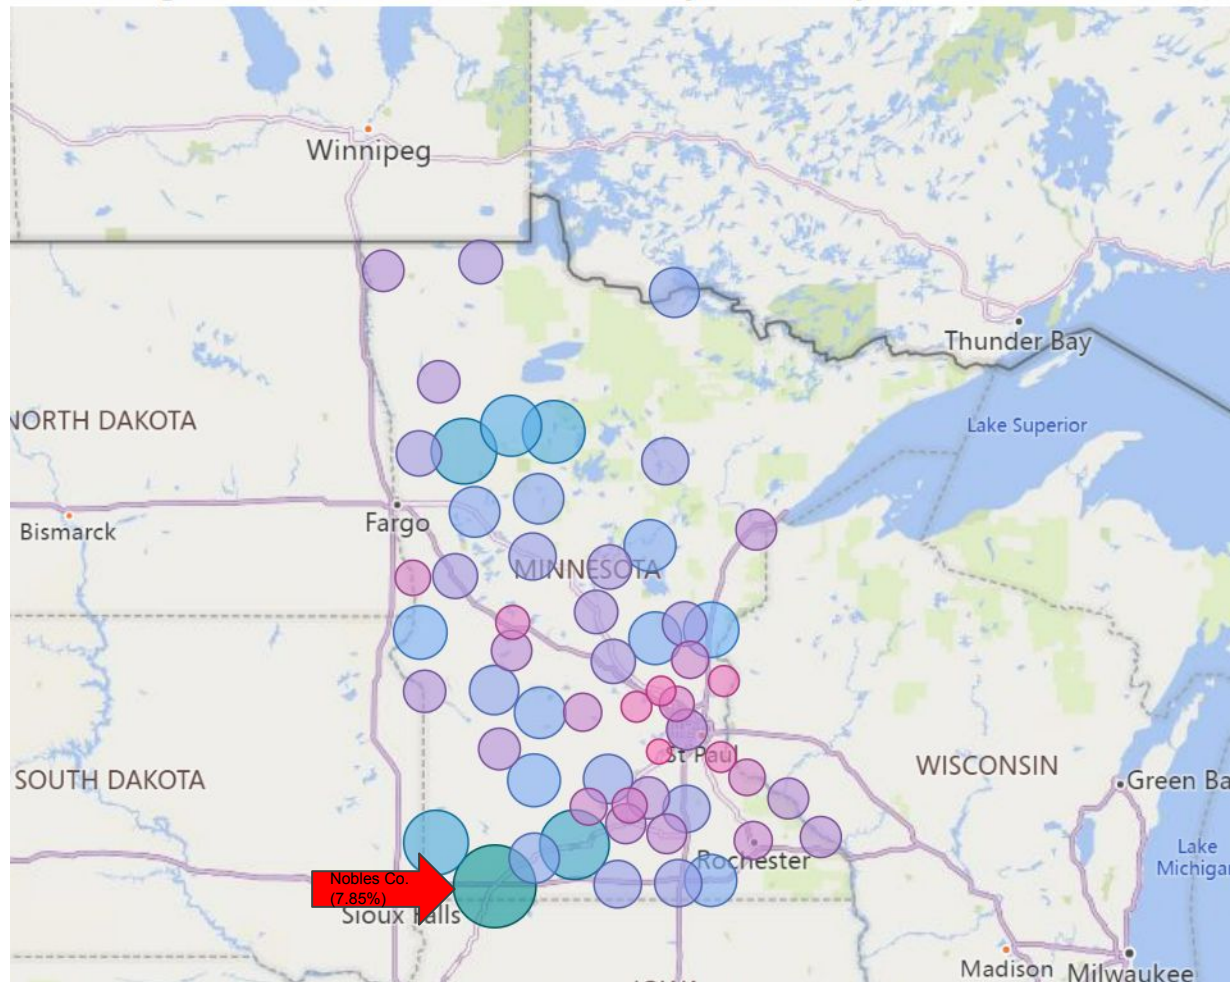 Winnipeg
Thunder Bay
NORTH DAKOTA
Lake Superior
Bismarck
Fargo
MINNESOTA
St Paul
WISCONSIN
SOUTH DAKOTA
Green Ba
Lake
Michigan
Rochester
Nobles Co.
(7.85%)
Sioux Falls
Madison
Milwaukee